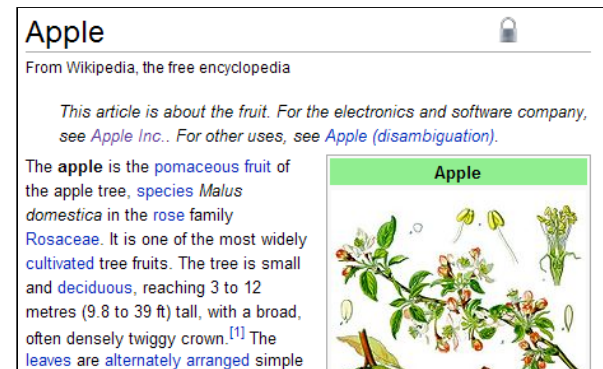 Apple
From Wikipedia, the free encyclopedia
This article is about the fruit. For the electronics and software company,
see Apple Inc.. For other uses, see Apple (disambiguation).
The apple is the pomaceous fruit of
the apple tree, species Malus
domestica in the rose family
Rosaceae. It is one of the most widely
cultivated tree fruits. The tree is small
and deciduous, reaching 3 to 12
metres (9.8 to 39 ft) tall, with a broad,
often densely twiggy crown.[1] The
leaves are alternately arranged simple
Apple